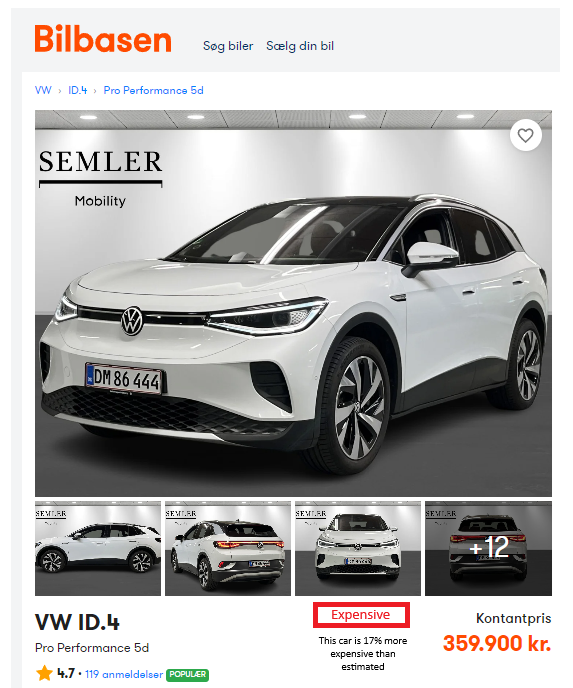 Bilbasen
Søg biler Sælg din bil
VW › ID.4 › Pro Performance 5d
SEMLER
Mobility
DM 86 444
SEMLER
SEMLER
SEMLER
SEMLER
+12
VW ID.4
Pro Performance 5d
4.7 · 119 anmeldelser POPULÆR
Expensive
This car is 17% more
expensive than
estimated
Kontantpris
359.900 kr.